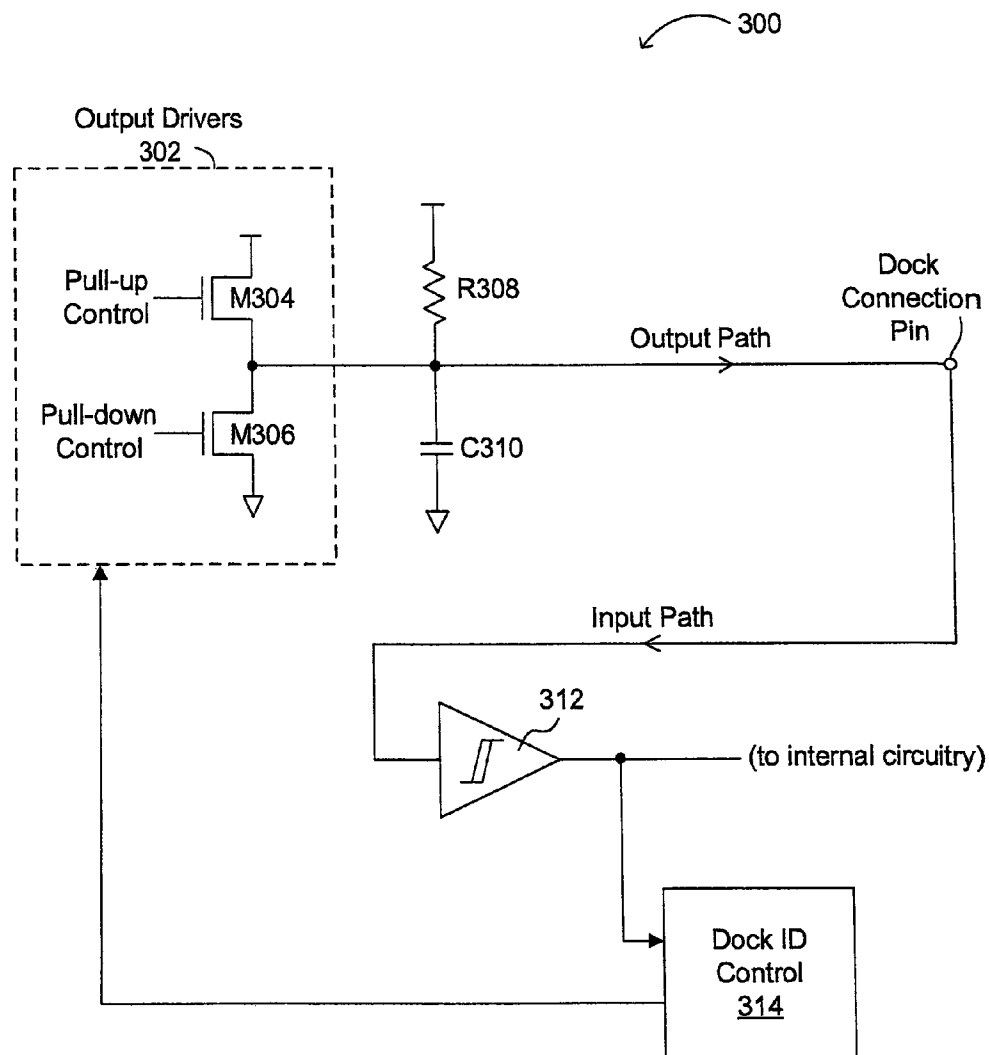 300
Output Drivers
302
Pull-up
Control
M304
R308
Dock
Connection
Pin
Output Path
Pull-down
Control
M306
C310
Input Path
312
(to internal circuitry)
Dock ID
Control
314